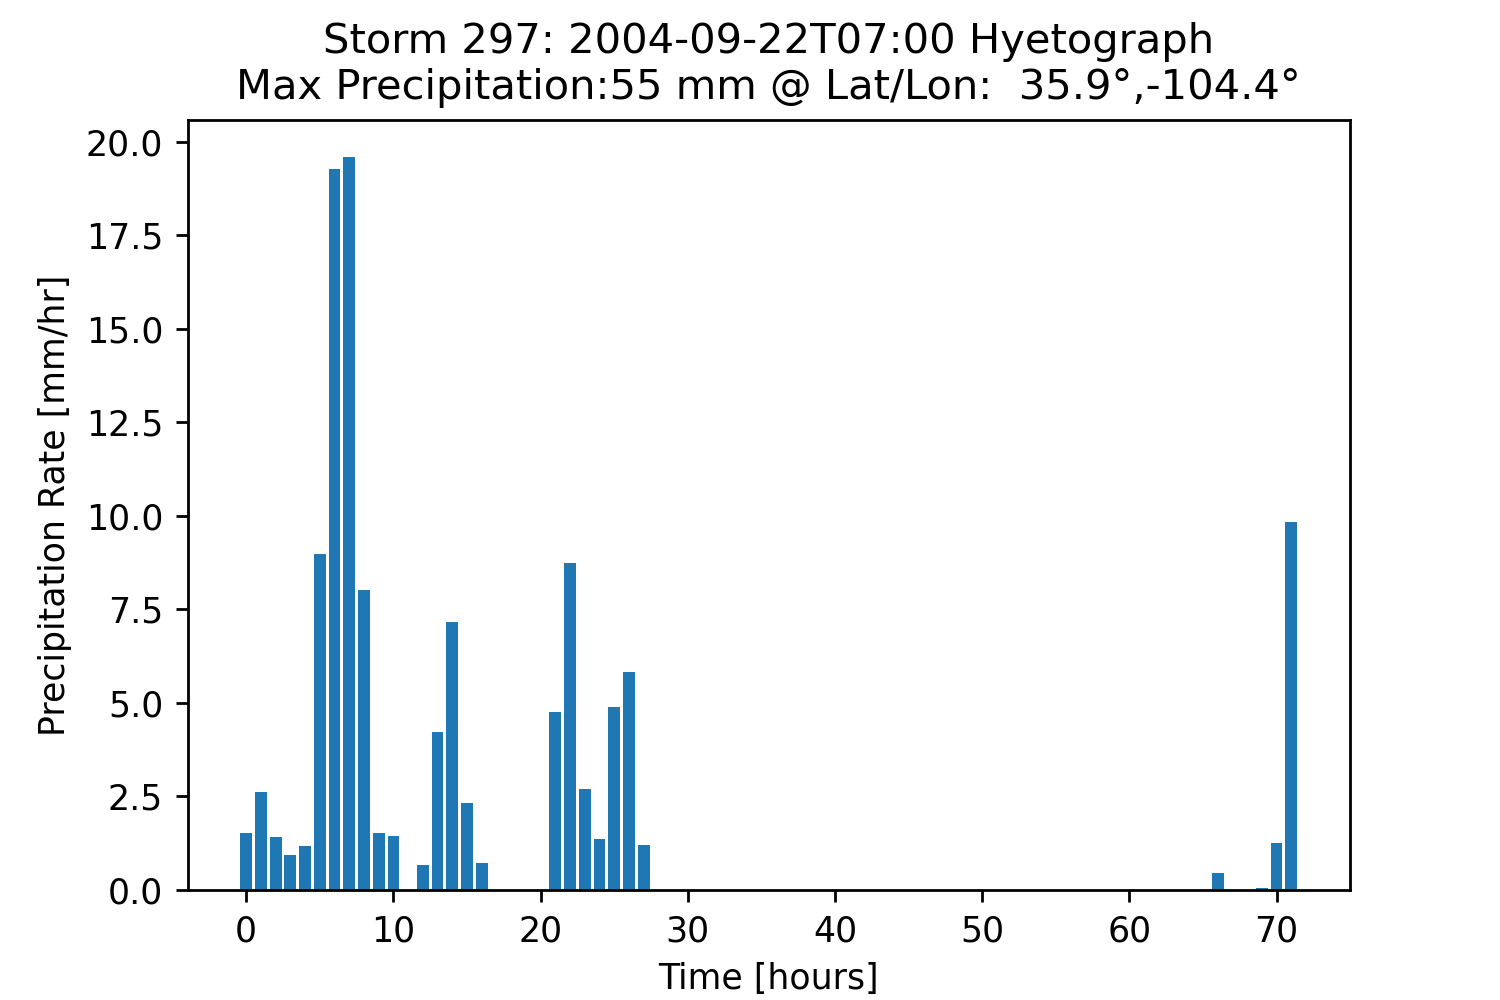 Storm 297: 2004-09-22T07:00 Hyetograph
Max Precipitation:55 mm @ Lat/Lon:  35.9°,-104.4°
20.0
17.5
15.0
12.5
10.0
7.5
5.0
2.5
0.0
Precipitation Rate [mm/hr]
0 10 20 30 40 50 60 70
Time [hours]